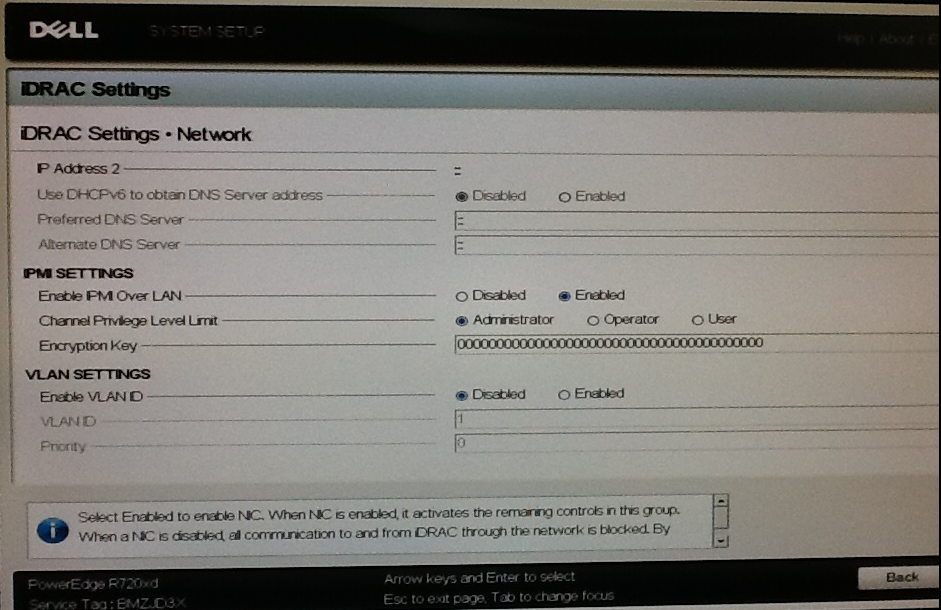 DELL SYSTEM SETUP Help | About |
iDRAC Settings
iDRAC Settings • Network
IP Address 2 ::
Use DHCPv6 to obtain DNS Server address Disabled Enabled
Preferred DNS Server ::
Alternate DNS Server ::
IPMI SETTINGS
Enable IPMI Over LAN Disabled Enabled
Channel Privilege Level Limit Administrator Operator User
Encryption Key 0000000000000000000000000000000000000000
VLAN SETTINGS
Enable VLAN ID Disabled Enabled
VLAN ID 1
Priority 0
Select Enabled to enable NIC. When NIC is enabled, it activates the remaining controls in this group.
When a NIC is disabled, all communication to and from iDRAC through the network is blocked. By
PowerEdge R720xd Arrow keys and Enter to select Back
Service Tag : BMZJD3X Esc to exit page, Tab to change focus